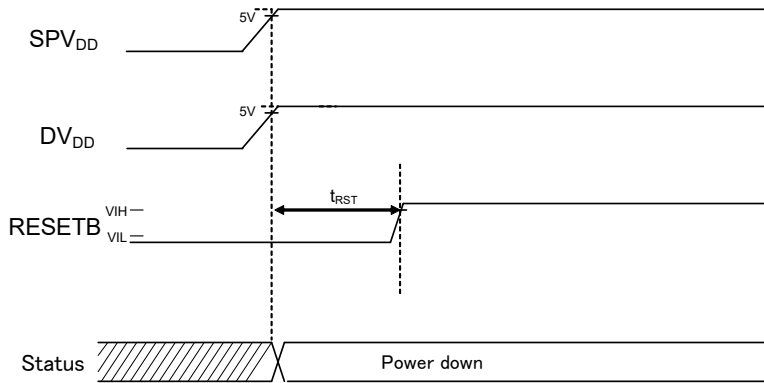 5V
SPVDD
5V
DVDD
tRST
VIH
RESETB
VIL
Status
Power down